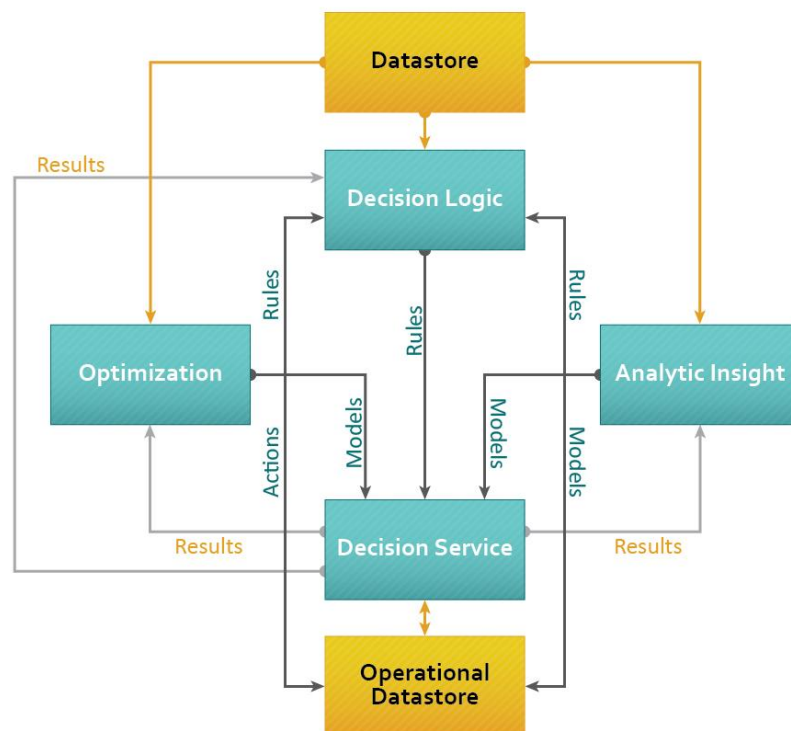 Datastore
Results
Decision Logic
Rules
Rules
Rules
Optimization
Analytic Insight
Models
Models
Actions
Models
Results
Decision Service
Results
Operational
Datastore